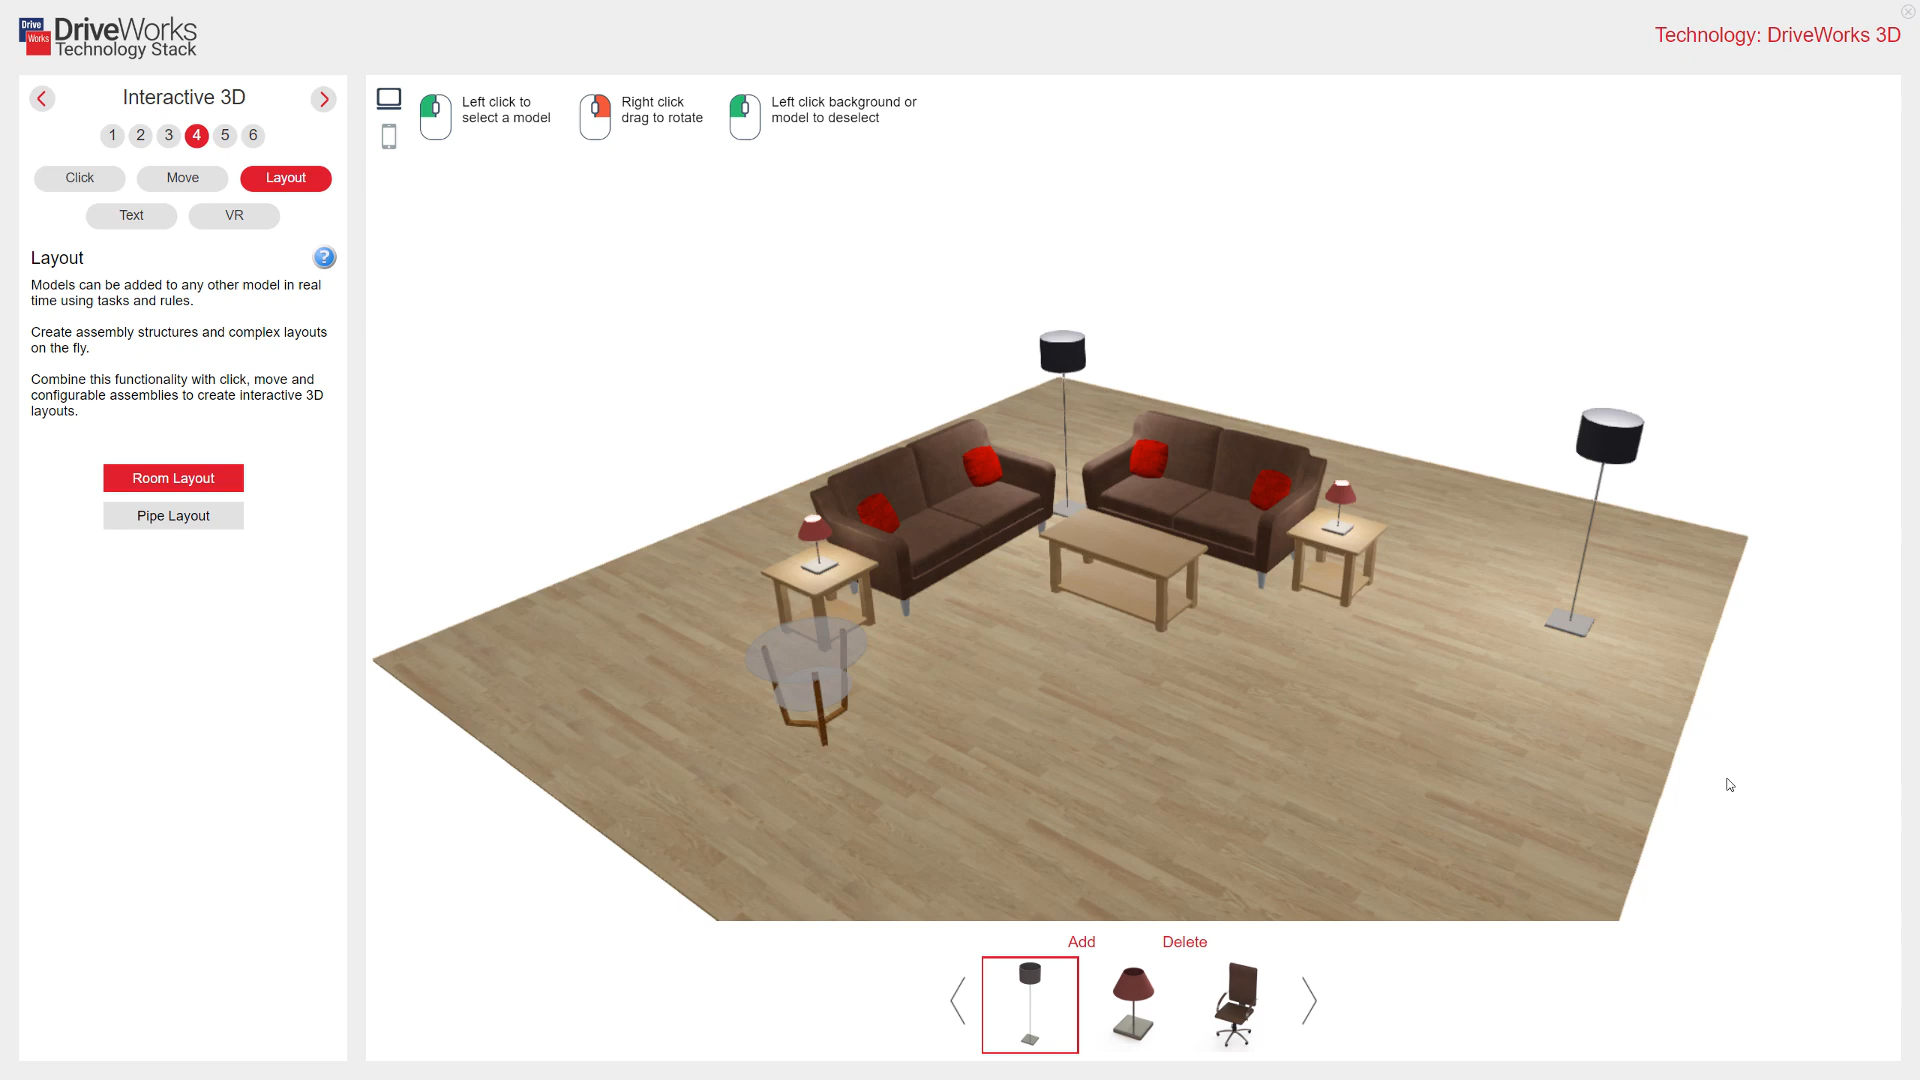 Drive
Works
DriveWorks
Technology Stack
Technology: DriveWorks 3D
Interactive 3D
1 2 3 4 5 6
Click Move Layout
Text VR
Layout
?
Models can be added to any other model in real
time using tasks and rules.
Create assembly structures and complex layouts
on the fly.
Combine this functionality with click, move and
configurable assemblies to create interactive 3D
layouts.
Room Layout
Pipe Layout
Left click to
select a model
Right click
drag to rotate
Left click background or
model to deselect
Add Delete